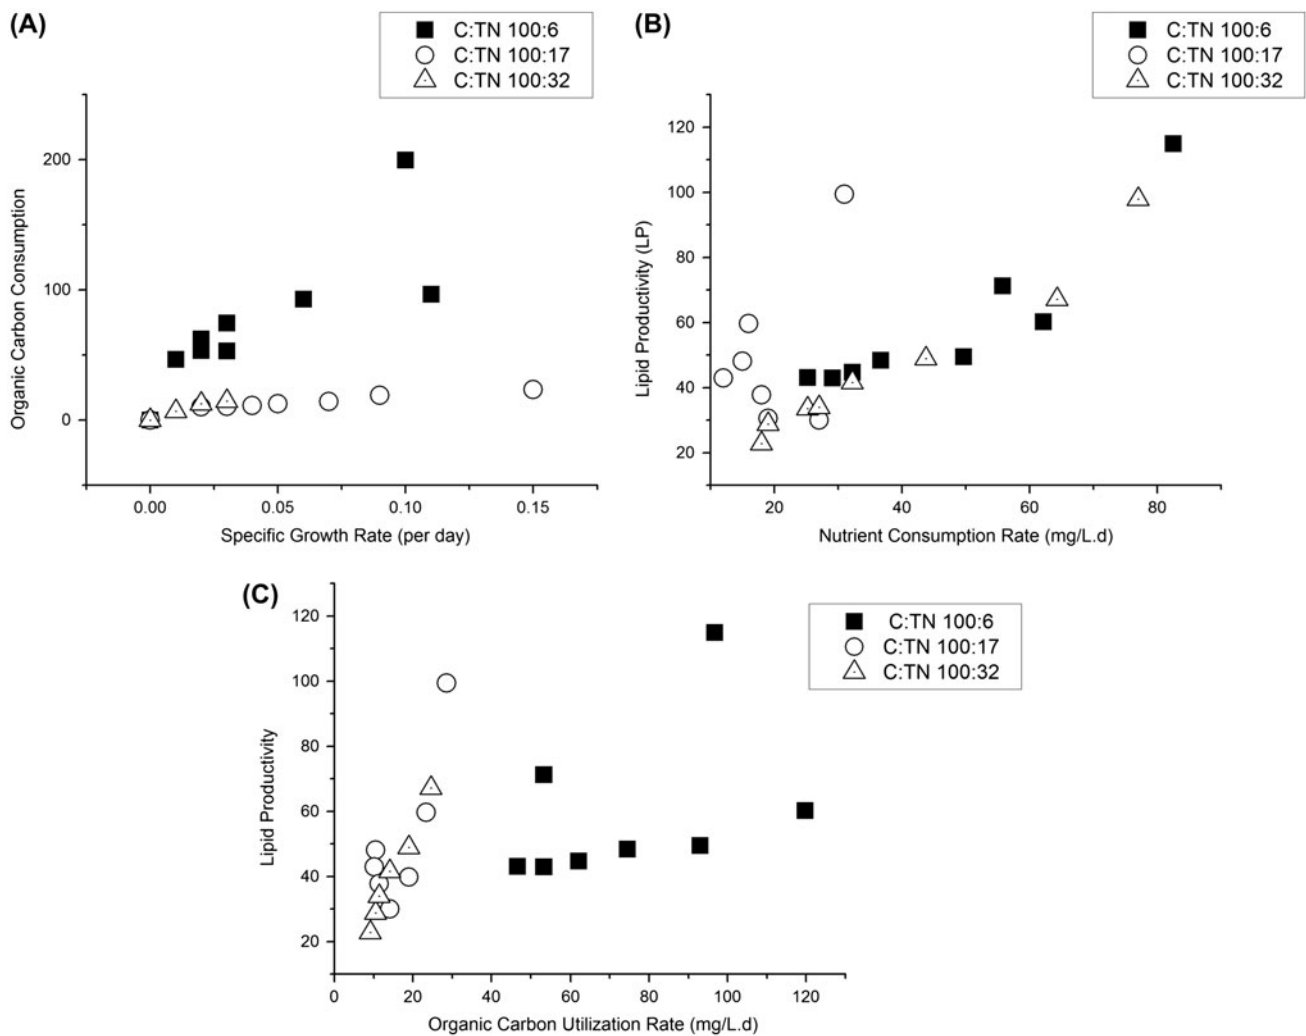 (A)
C:TN 100:6
C:TN 100:17
C:TN 100:32
200
100
0
Organic Carbon Consumption
0.00
0.05
0.10
0.15
Specific Growth Rate (per day)
(B)
C:TN 100:6
C:TN 100:17
C:TN 100:32
120
100
80
60
40
20
Lipid Productivity (LP)
20
40
60
80
Nutrient Consumption Rate (mg/L.d)
(C)
C:TN 100:6
C:TN 100:17
C:TN 100:32
120
100
80
60
40
20
Lipid Productivity
0
20
40
60
80
100
120
Organic Carbon Utilization Rate (mg/L.d)